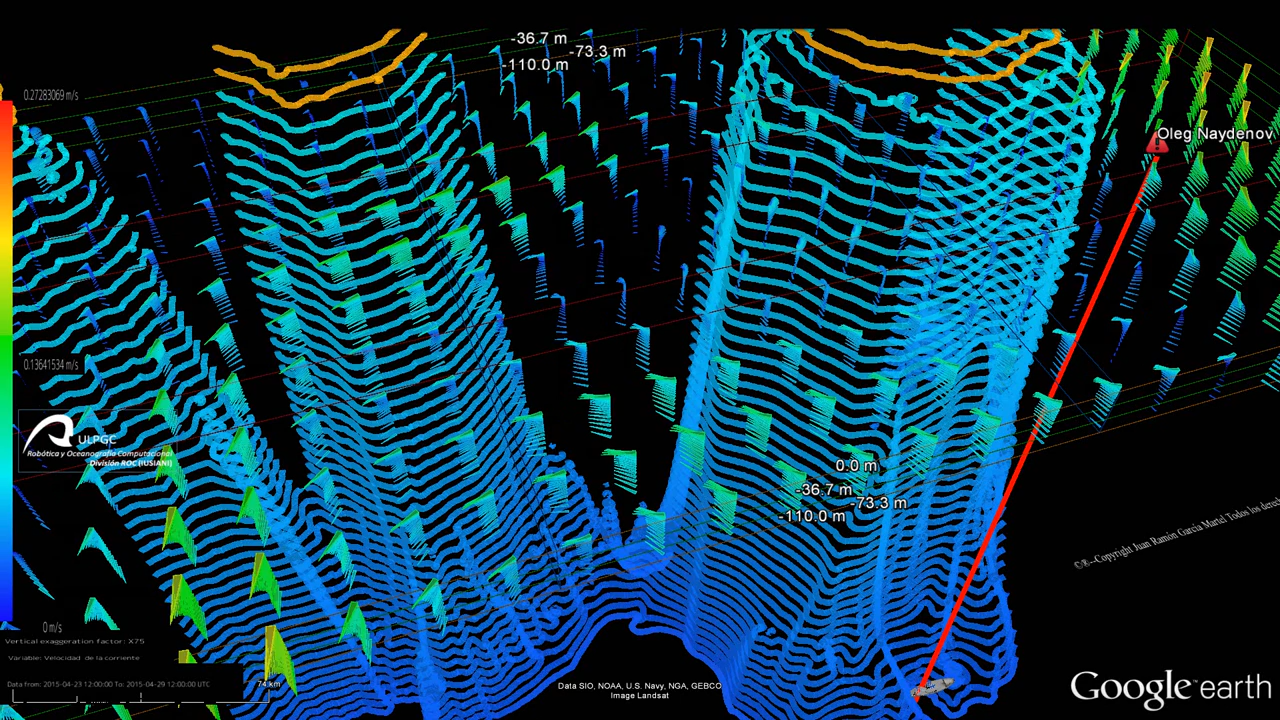 -36.7 m
-73.3 m
-110.0 m
0.27283069 m/s
Oleg Naydenov
0.13641534 m/s
ULPGC
Robótica y Oceanografía Computacional
División ROC (IUSIANI)
0.0 m
-36.7 m
-73.3 m
-110.0 m
©®--Copyright Juan Ramón García Martel Todos los derech
0 m/s
Vertical exaggeration factor: X75
Variable: Velocidad de la corriente
Data from: 2015-04-23 12:00:00 To: 2015-04-29 12:00:00 UTC
74 km
Data SIO, NOAA, U.S. Navy, NGA, GEBCO
Image Landsat
Google earth